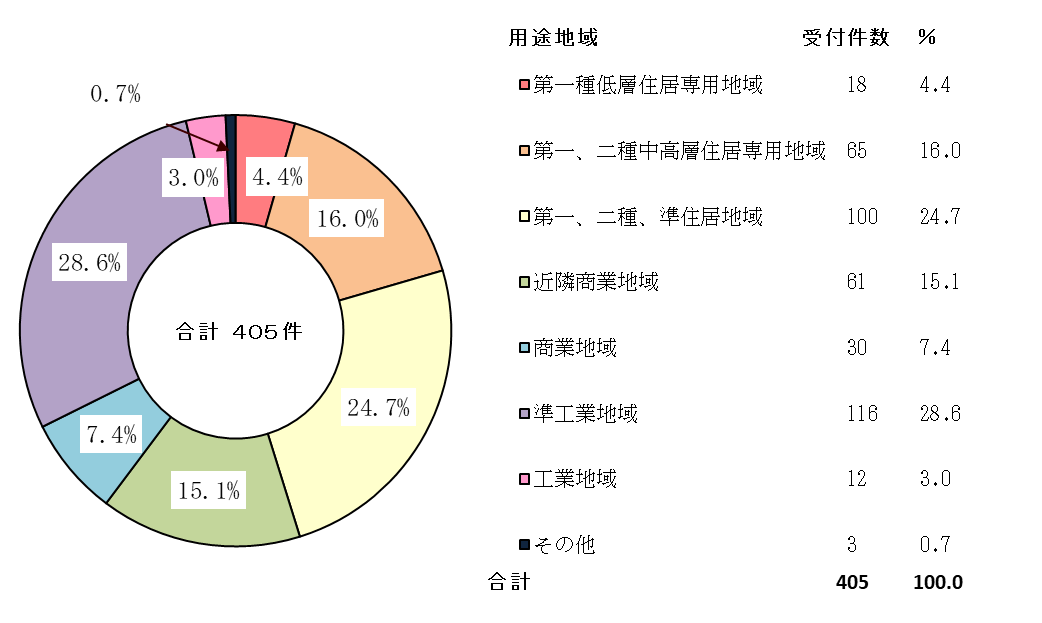 0.7%
3.0%
4.4%
16.0%
28.6%
合計 405件
24.7%
7.4%
15.1%
用途地域 受付件数 %
第一種低層住居専用地域 18 4.4
第一、二種中高層住居専用地域 65 16.0
第一、二種、準住居地域 100 24.7
近隣商業地域 61 15.1
商業地域 30 7.4
準工業地域 116 28.6
工業地域 12 3.0
その他 3 0.7
合計 405 100.0